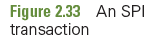 Figure 2.33 An SPI
transaction